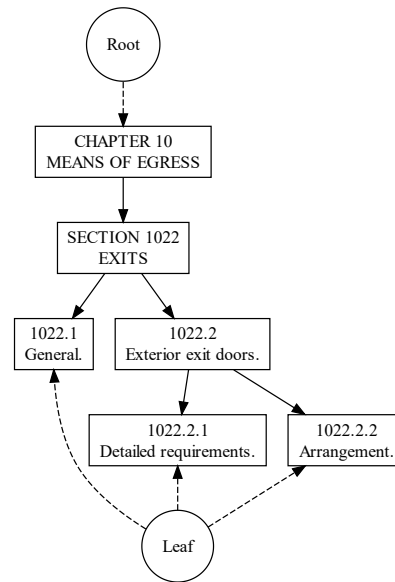 Root
CHAPTER 10
MEANS OF EGRESS
SECTION 1022
EXITS
1022.1
General.
1022.2
Exterior exit doors.
1022.2.1
Detailed requirements.
1022.2.2
Arrangement.
Leaf